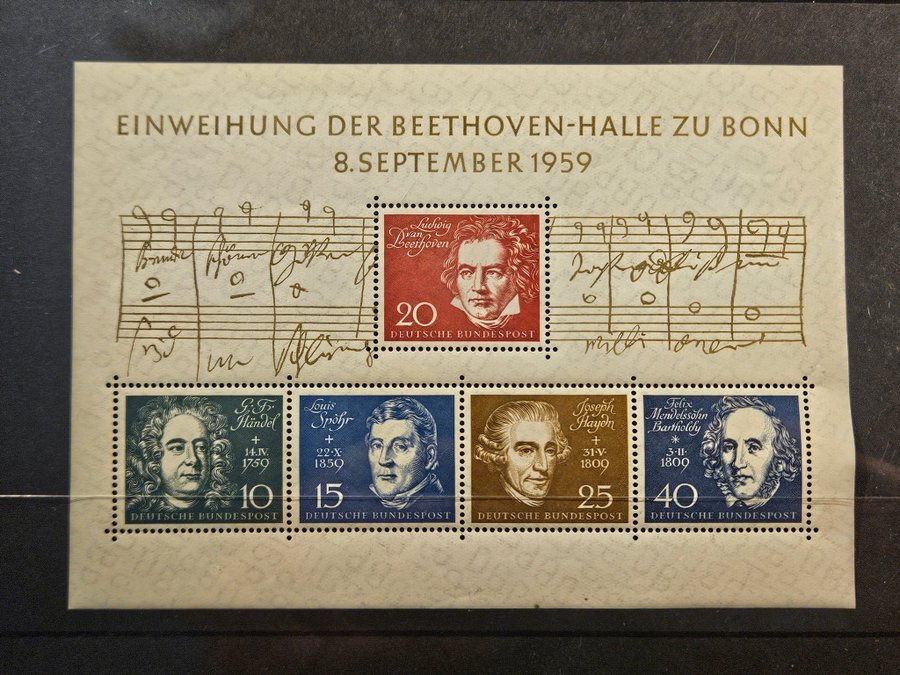 EINWEIHUNG DER BEETHOVEN-HALLE ZU BONN
8. SEPTEMBER 1959
Ludwig
van
Beethoven
20
DEUTSCHE BUNDESPOST
G. Fr.
Händel
+
14.IV.
1759
10
DEUTSCHE BUNDESPOST
Louis
Spohr
+
22.X
1859
15
DEUTSCHE BUNDESPOST
Joseph
Haydn
+
31.V.
1809
25
DEUTSCHE BUNDESPOST
Felix
Mendelssohn
Bartholdy
*
3.II.
1809
40
DEUTSCHE BUNDESPOST